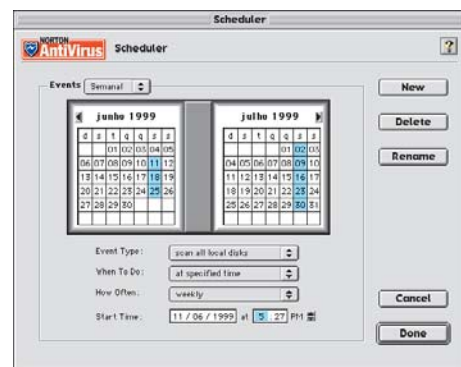 Scheduler
NORTON
AntiVirus Scheduler
?
Events Semanal
New
Delete
Rename
junho 1999
d s t q q s s
01 02 03 04 05
06 07 08 09 10 11 12
13 14 15 16 17 18 19
20 21 22 23 24 25 26
27 28 29 30
julho 1999
d s t q q s s
01 02 03
04 05 06 07 08 09 10
11 12 13 14 15 16 17
18 19 20 21 22 23 24
25 26 27 28 29 30 31
Event Type: scan all local disks
When To Do: at specified time
How Often: weekly
Start Time: 11 / 06 / 1999 at 5 : 27 PM
Cancel
Done